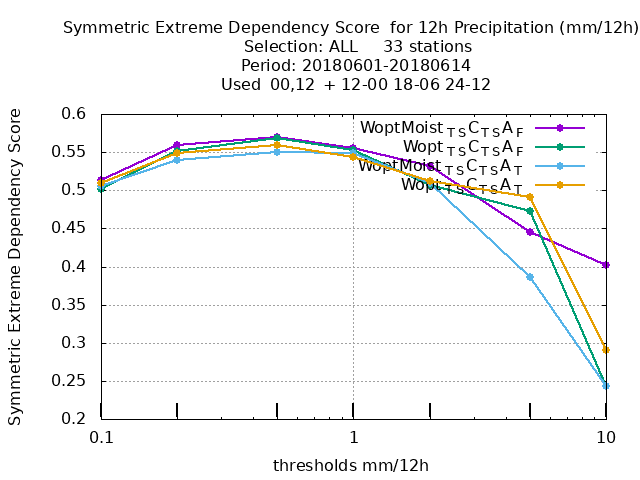 Symmetric Extreme Dependency Score for 12h Precipitation (mm/12h)
Selection: ALL 33 stations
Period: 20180601-20180614
Used 00,12 + 12-00 18-06 24-12
Symmetric Extreme Dependency Score
0.6
0.55
0.5
0.45
0.4
0.35
0.3
0.25
0.2
WoptMoist TS C TS A F
Wopt TS C TS A F
WoptMoist TS C TS A T
Wopt TS C TS A T
0.1 1 10
thresholds mm/12h